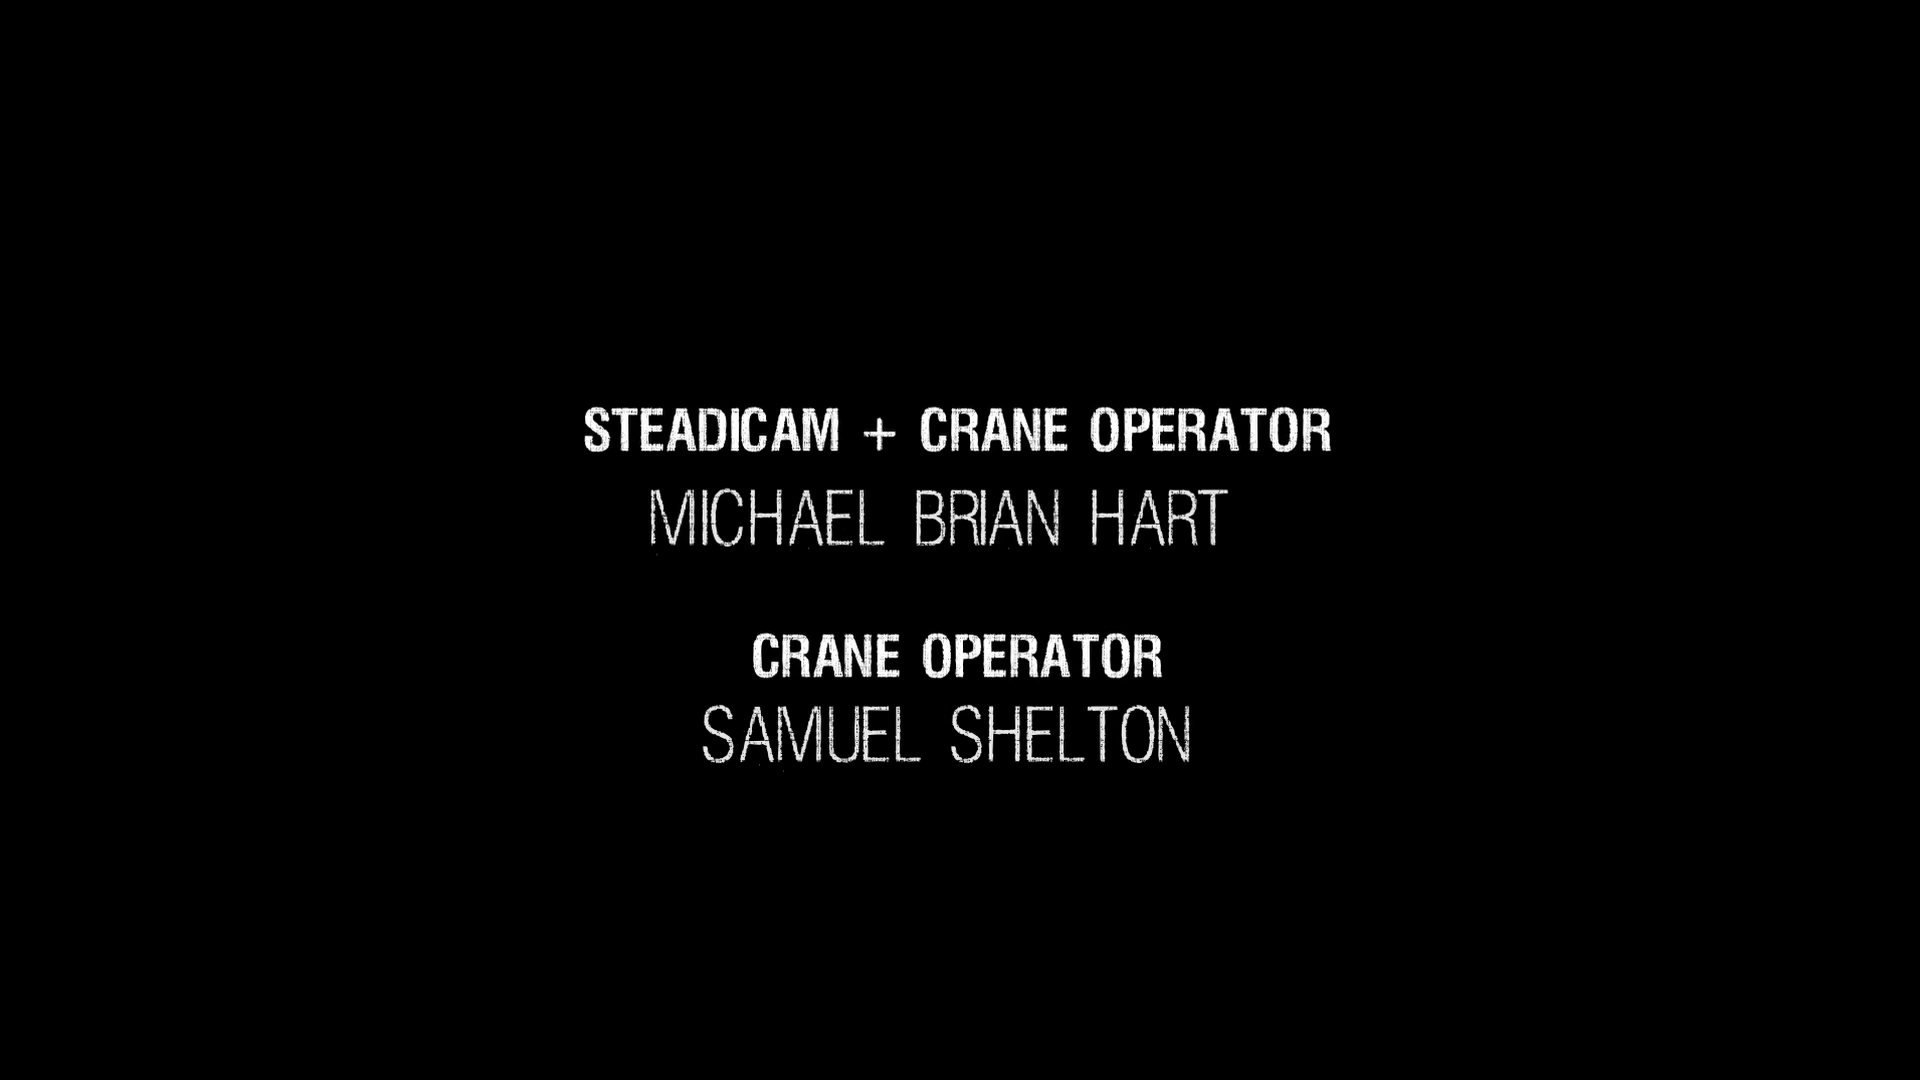 STEADICAM + CRANE OPERATOR
MICHAEL BRIAN HART
CRANE OPERATOR
SAMUEL SHELTON